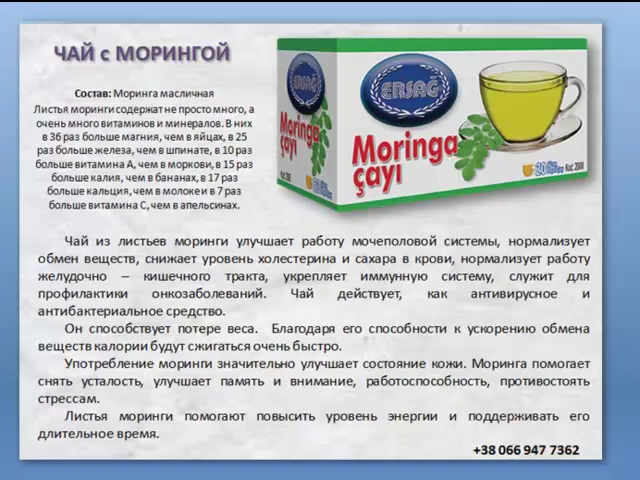 ЧАЙ с МОРИНГОЙ
Состав: Моринга масличная
Листья моринги содержат не просто много, а
очень много витаминов и минералов. В них
в 36 раз больше магния, чем в яйцах, в 25
раз больше железа, чем в шпинате, в 10 раз
больше витамина А, чем в моркови, в 15 раз
больше калия, чем в бананах, в 17 раз
больше кальция, чем в молоке и в 7 раз
больше витамина С, чем в апельсинах.
ERSAĞ
Moringa
çayı
ERSAĞ
Moringa
çayı
20
Kod: 2000
Чай из листьев моринги улучшает работу мочеполовой системы, нормализует
обмен веществ, снижает уровень холестерина и сахара в крови, нормализует работу
желудочно – кишечного тракта, укрепляет иммунную систему, служит для
профилактики онкозаболеваний. Чай действует, как антивирусное и
антибактериальное средство.
Он способствует потере веса. Благодаря его способности к ускорению обмена
веществ калории будут сжигаться очень быстро.
Употребление моринги значительно улучшает состояние кожи. Моринга помогает
снять усталость, улучшает память и внимание, работоспособность, противостоять
стрессам.
Листья моринги помогают повысить уровень энергии и поддерживать его
длительное время.
+38 066 947 7362